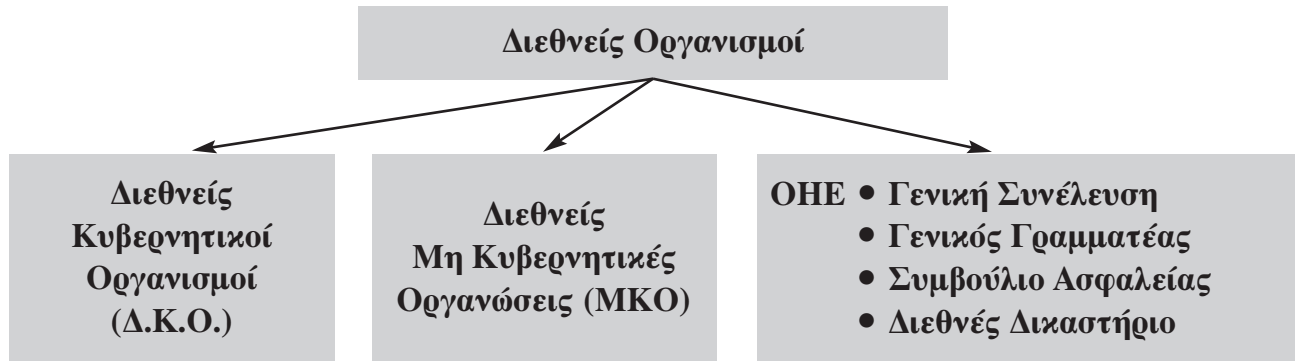 Διεθνείς Οργανισμοί
Διεθνείς
Κυβερνητικοί
Οργανισμοί
(Δ.Κ.Ο.)
Διεθνείς
Μη Κυβερνητικές
Οργανώσεις (ΜΚΟ)
ΟΗΕ • Γενική Συνέλευση
• Γενικός Γραμματέας
• Συμβούλιο Ασφαλείας
• Διεθνές Δικαστήριο